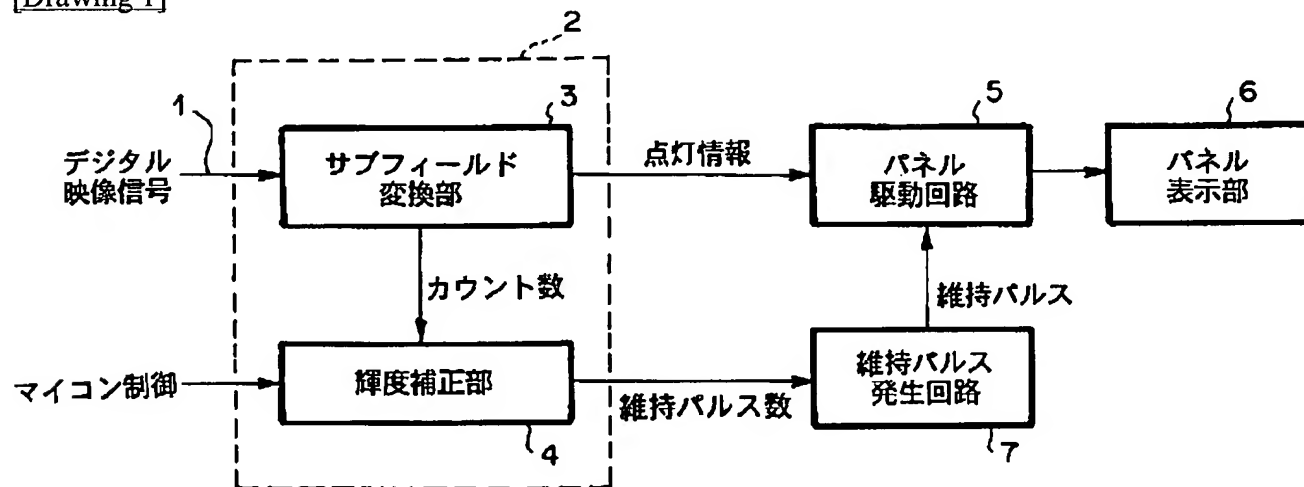 [Drawing 1]
2
1
3
5
6
デジタル
映像信号
サブフィールド
変換部
点灯情報
パネル
駆動回路
パネル
表示部
カウント数
維持パルス
マイコン制御
輝度補正部
維持パルス数
維持パルス
発生回路
4
7